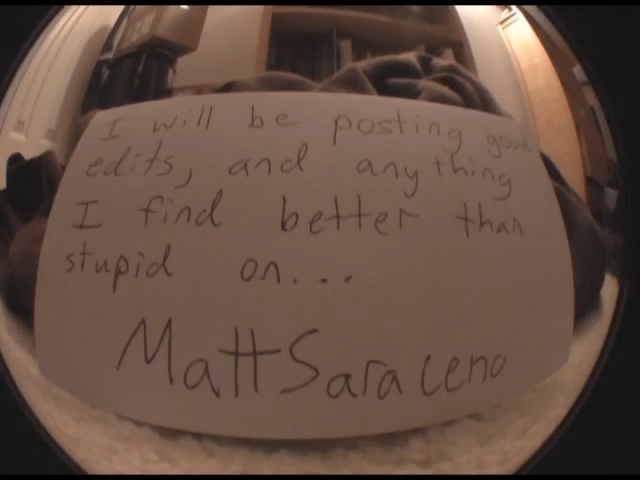 I will be posting good
edits, and anything
I find better than
stupid on...
MattSaraceno